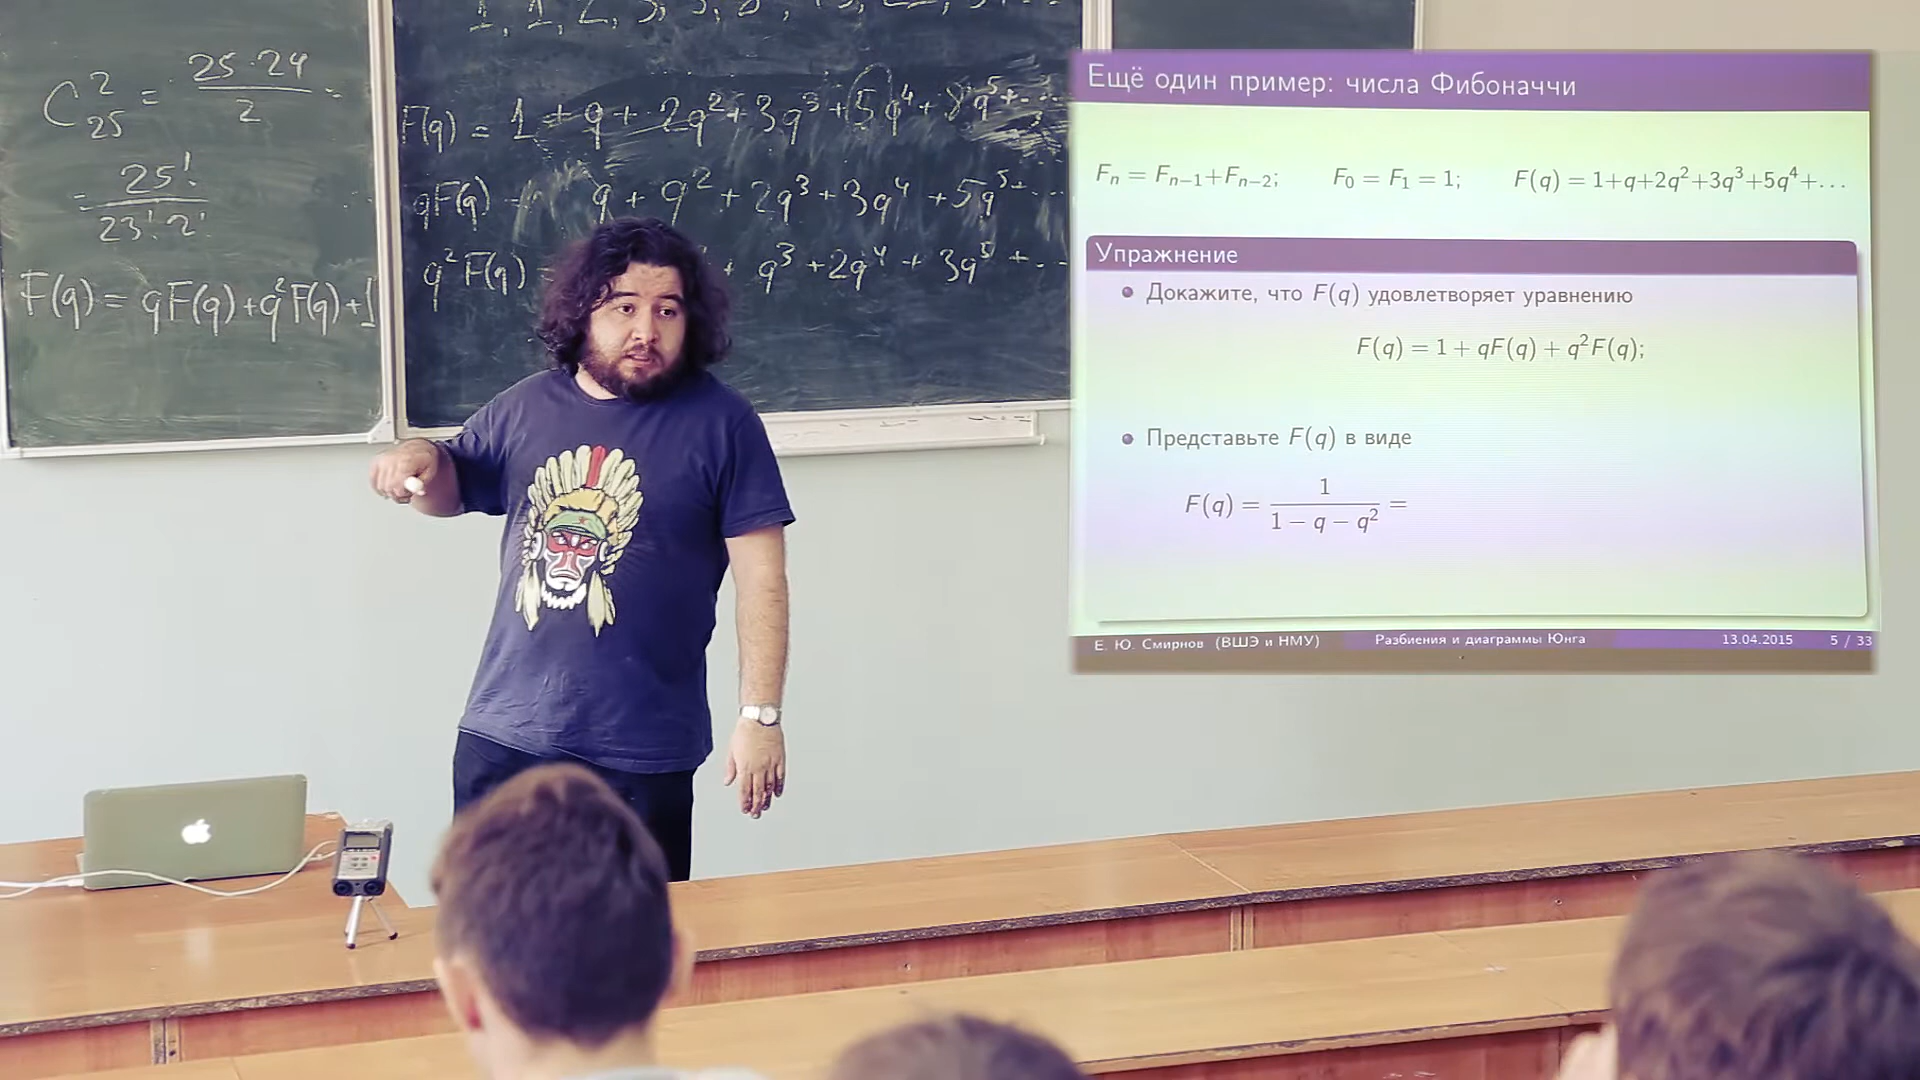 C²₂₅ = 25·24 / 2 =
= 25! / 23! 2!
F(q) = qF(q) + q²F(q) + 1
F(q) = 1 + q + 2q² + 3q³ + 5q⁴ + 8q⁵ + ...
qF(q) q + q² + 2q³ + 3q⁴ + 5q⁵ + ...
q²F(q) = + q³ + 2q⁴ + 3q⁵ + ...
Ещё один пример: числа Фибоначчи
Fₙ = Fₙ₋₁+Fₙ₋₂; F₀ = F₁ = 1; F(q) = 1+q+2q²+3q³+5q⁴+...
Упражнение
Докажите, что F(q) удовлетворяет уравнению
F(q) = 1 + qF(q) + q²F(q);
Представьте F(q) в виде
F(q) = 1 / (1 − q − q²) =
Е. Ю. Смирнов (ВШЭ и НМУ) Разбиения и диаграммы Юнга 13.04.2015 5 / 33